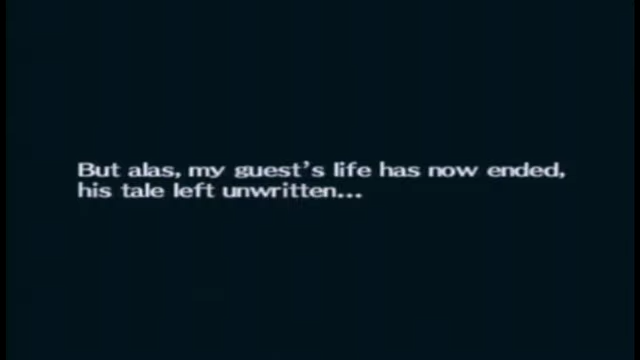 But alas, my guest's life has now ended,
his tale left unwritten...